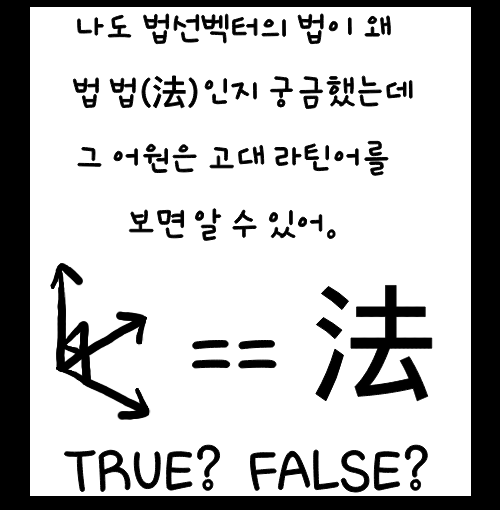 나도 법선벡터의 법이 왜
법 법(法)인지 궁금했는데
그 어원은 고대 라틴어를
보면 알 수 있어.
== 法
TRUE? FALSE?